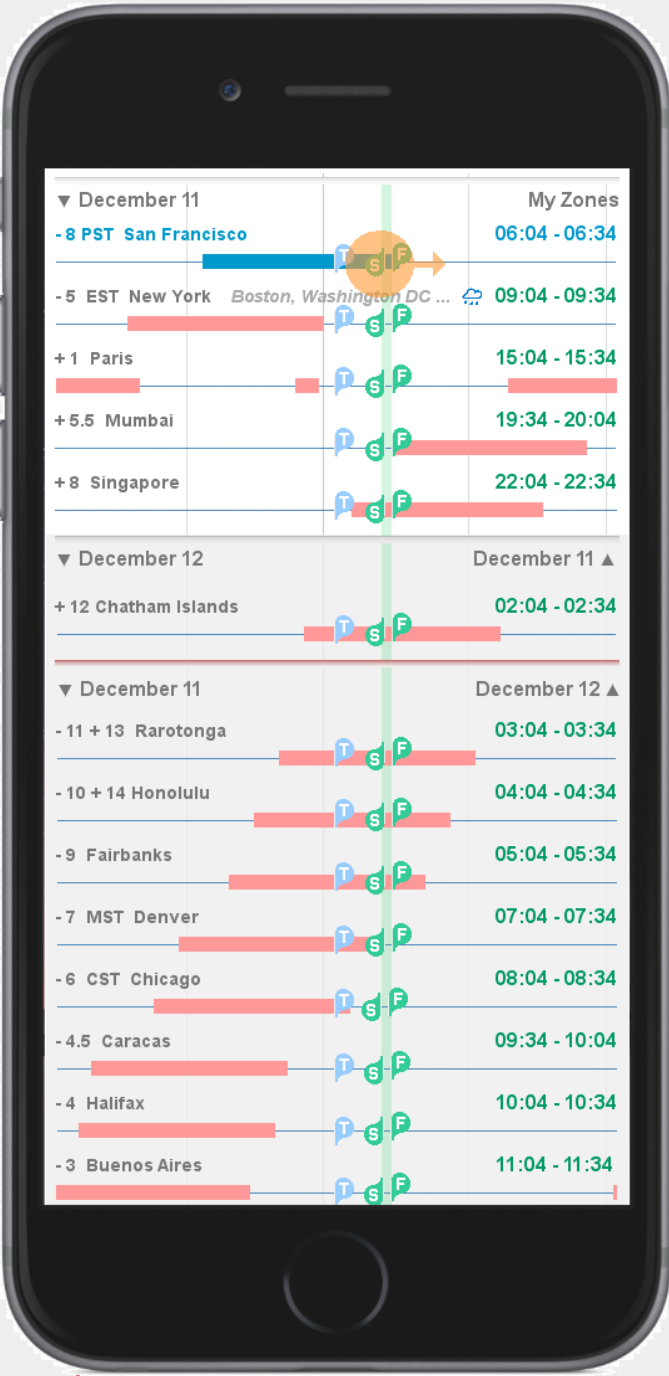 ▼ December 11 My Zones
- 8 PST San Francisco 06:04 - 06:34
T S F
- 5 EST New York Boston, Washington DC ... 09:04 - 09:34
T S F
+ 1 Paris 15:04 - 15:34
T S F
+ 5.5 Mumbai 19:34 - 20:04
T S F
+ 8 Singapore 22:04 - 22:34
T S F
▼ December 12 December 11 ▲
+ 12 Chatham Islands 02:04 - 02:34
T S F
▼ December 11 December 12 ▲
- 11 + 13 Rarotonga 03:04 - 03:34
T S F
- 10 + 14 Honolulu 04:04 - 04:34
T S F
- 9 Fairbanks 05:04 - 05:34
T S F
- 7 MST Denver 07:04 - 07:34
T S F
- 6 CST Chicago 08:04 - 08:34
T S F
- 4.5 Caracas 09:34 - 10:04
T S F
- 4 Halifax 10:04 - 10:34
T S F
- 3 Buenos Aires 11:04 - 11:34
T S F